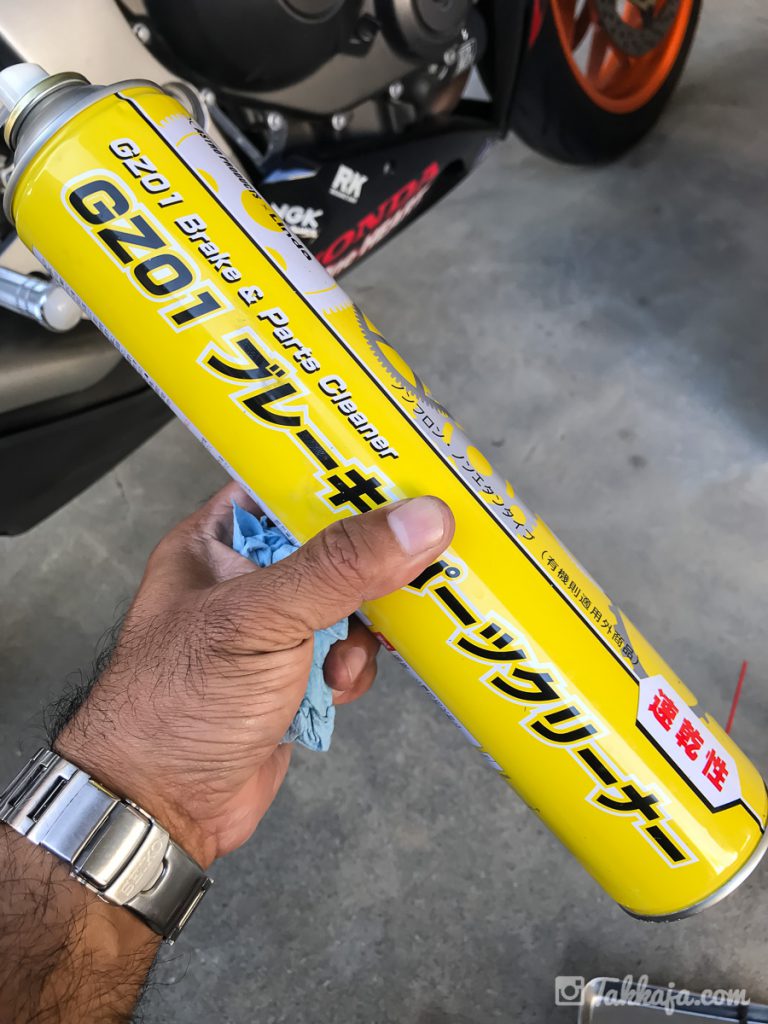 GZ01 Brake & Parts Cleaner
GZ01 ブレーキ
パーツクリーナー
ノンフロン、ノンエタンタイプ (有機則適用外商品)
速乾性
RK
NGK
HONDA
SEIKO
Takkaja.com